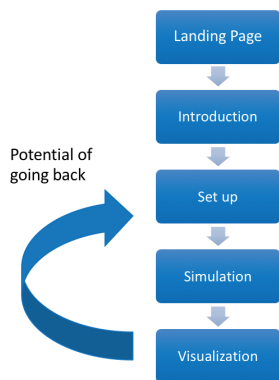 Landing Page
Introduction
Potential of
going back
Set up
Simulation
Visualization